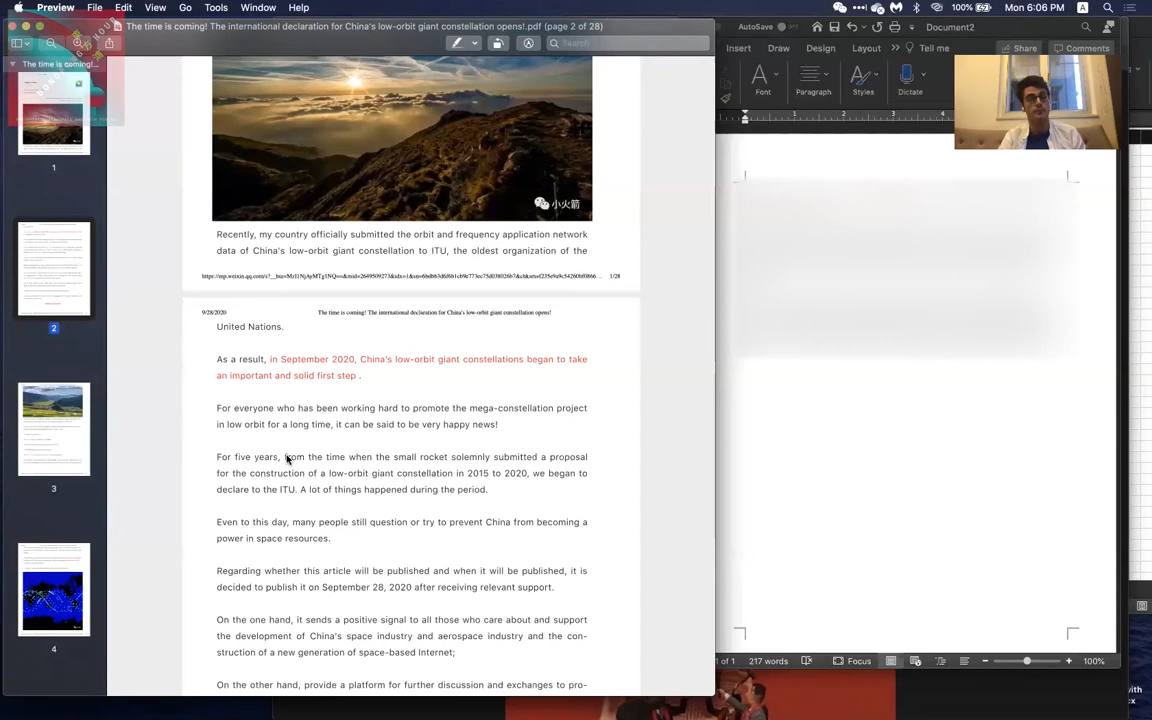 Preview File Edit View Go Tools Window Help
100% Mon 6:06 PM
The time is coming! The international declaration for China's low-orbit giant constellation opens!.pdf (page 2 of 28)
Search
The time is coming!...
1
2
3
4
小火箭
Recently, my country officially submitted the orbit and frequency application network
data of China's low-orbit giant constellation to ITU, the oldest organization of the
1/28
9/28/2020 The time is coming! The international declaration for China's low-orbit giant constellation opens!
United Nations.
As a result, in September 2020, China's low-orbit giant constellations began to take
an important and solid first step .
For everyone who has been working hard to promote the mega-constellation project
in low orbit for a long time, it can be said to be very happy news!
For five years, from the time when the small rocket solemnly submitted a proposal
for the construction of a low-orbit giant constellation in 2015 to 2020, we began to
declare to the ITU. A lot of things happened during the period.
Even to this day, many people still question or try to prevent China from becoming a
power in space resources.
Regarding whether this article will be published and when it will be published, it is
decided to publish it on September 28, 2020 after receiving relevant support.
On the one hand, it sends a positive signal to all those who care about and support
the development of China's space industry and aerospace industry and the con-
struction of a new generation of space-based Internet;
On the other hand, provide a platform for further discussion and exchanges to pro-
AutoSave OFF Document2
Insert Draw Design Layout Tell me Share Comments
Font Paragraph Styles Dictate
1 2 3 4
1 of 1 217 words Focus 100%
with